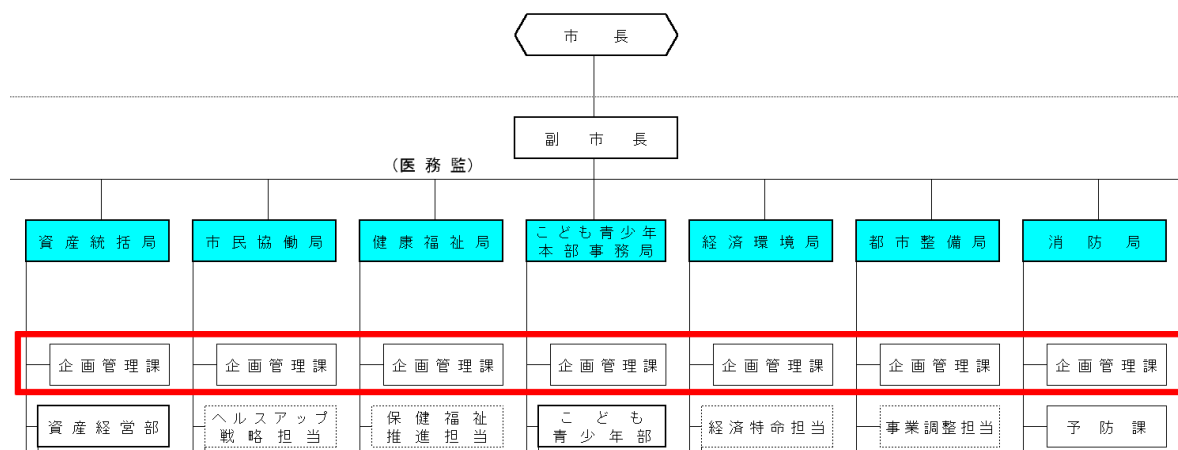 市長
副市長
(医務監)
資産統括局
市民協働局
健康福祉局
こども青少年
本部事務局
経済環境局
都市整備局
消防局
企画管理課
企画管理課
企画管理課
企画管理課
企画管理課
企画管理課
企画管理課
資産経営部
ヘルスアップ
戦略担当
保健福祉
推進担当
こども
青少年部
経済特命担当
事業調整担当
予防課